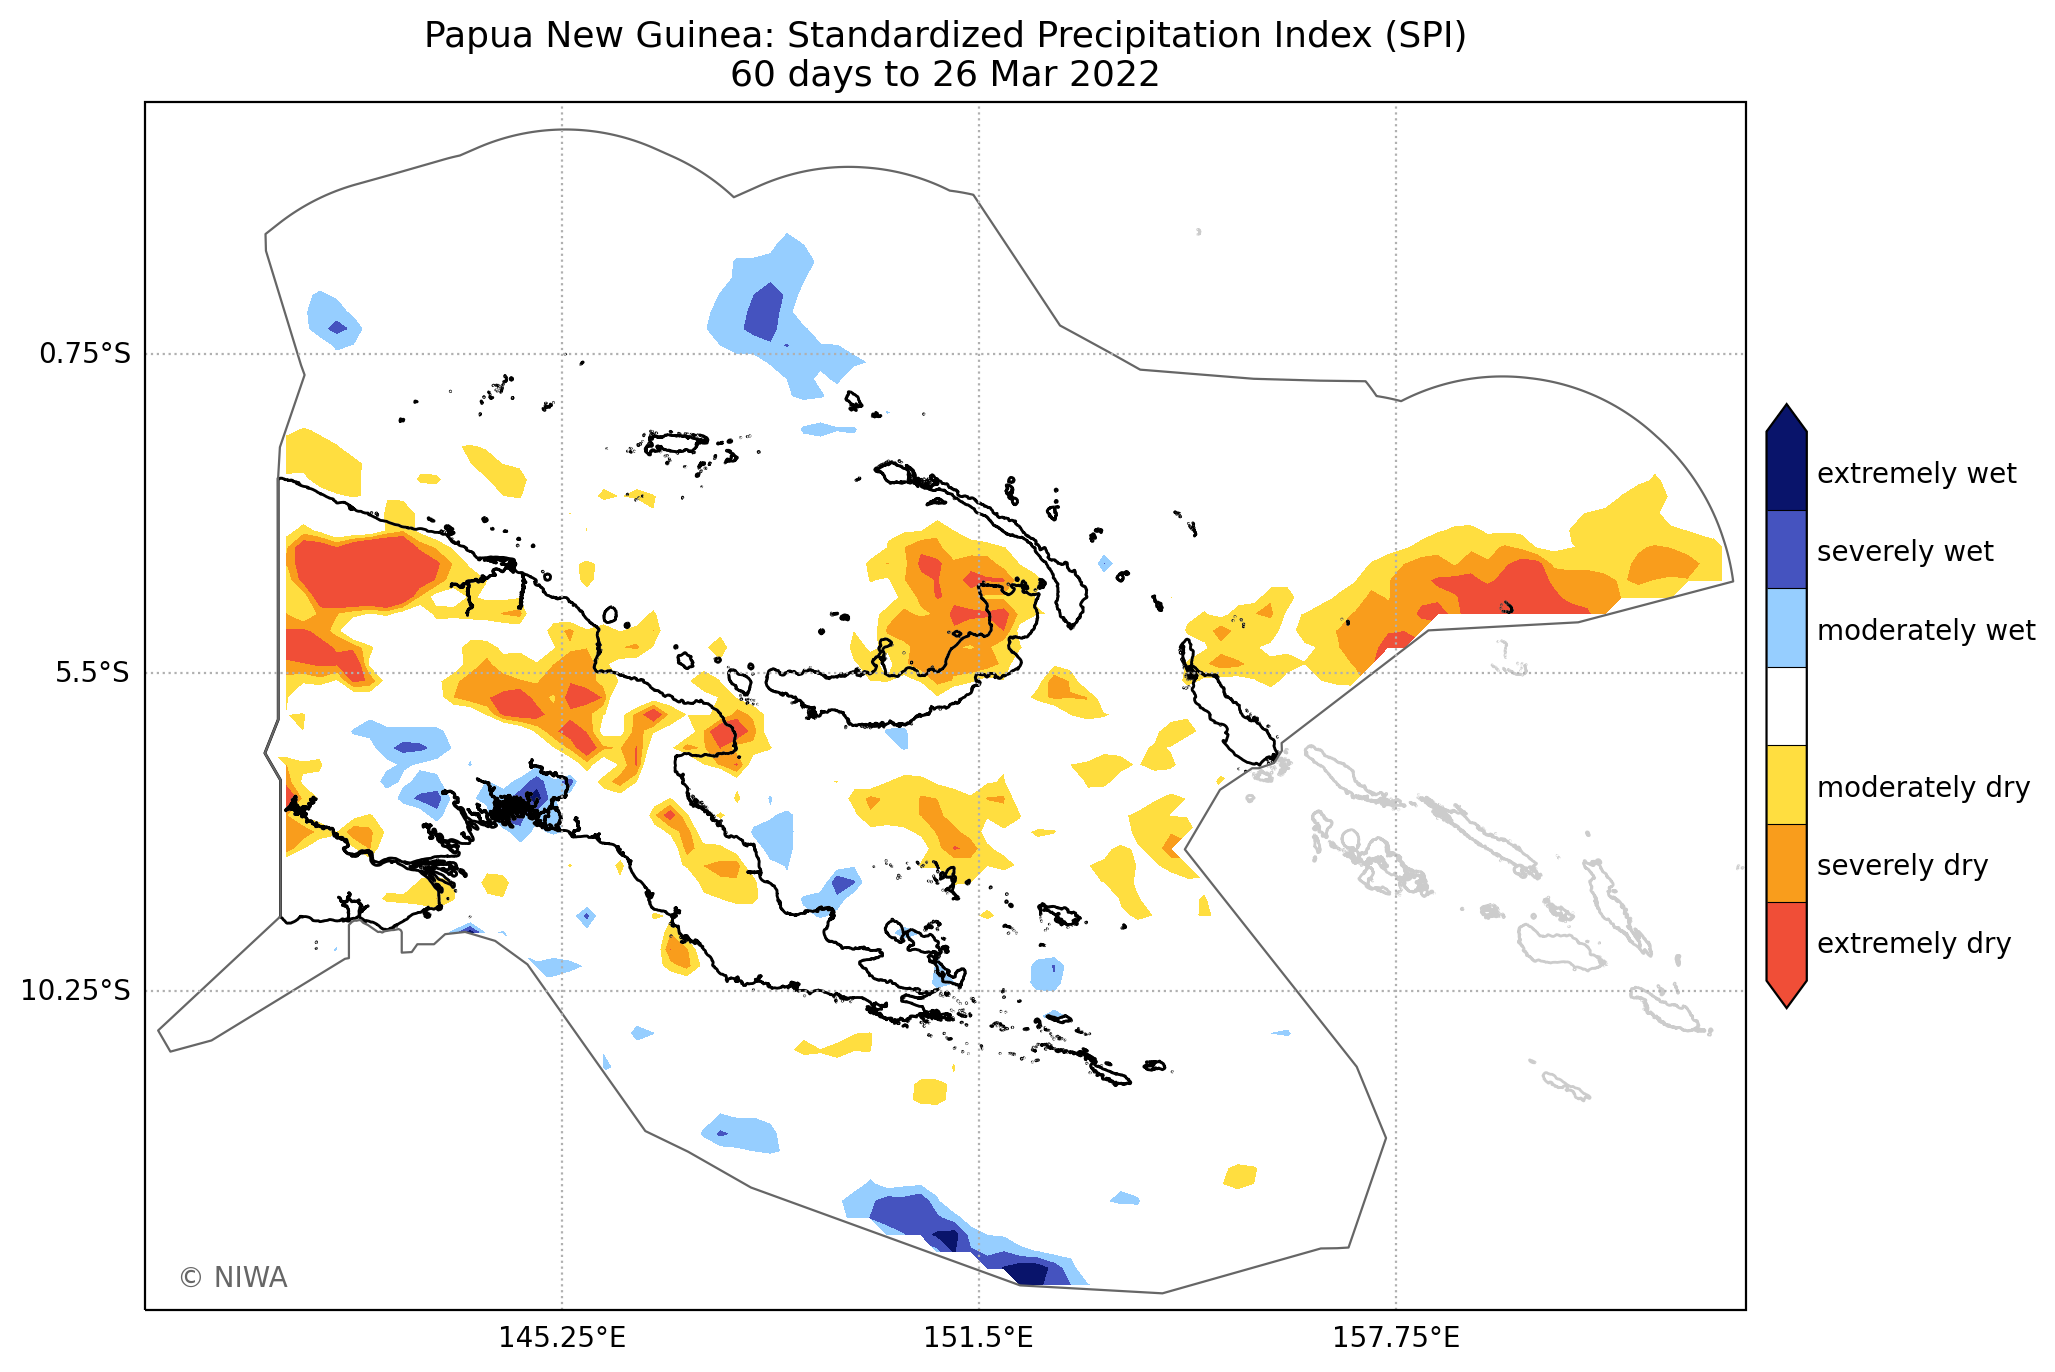 Papua New Guinea: Standardized Precipitation Index (SPI)
60 days to 26 Mar 2022
0.75°S
5.5°S
10.25°S
145.25°E
151.5°E
157.75°E
extremely wet
severely wet
moderately wet
moderately dry
severely dry
extremely dry
© NIWA